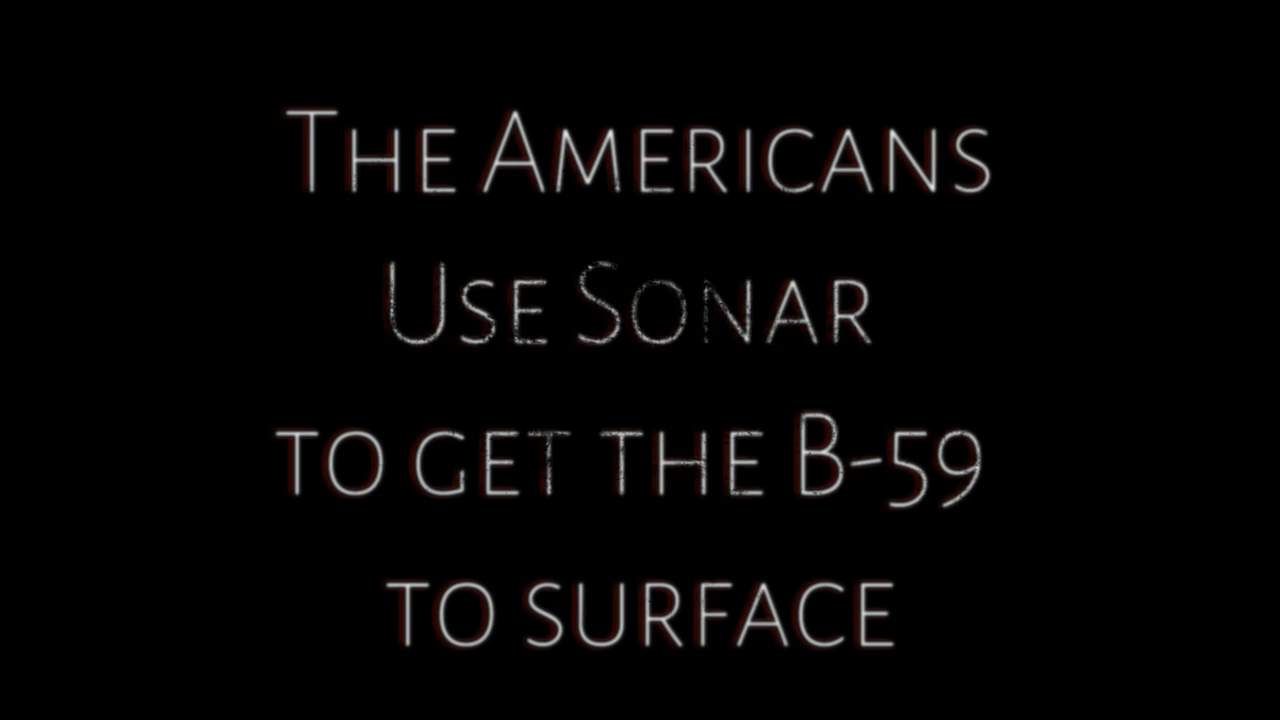 The Americans
Use Sonar
to get the B-59
to surface